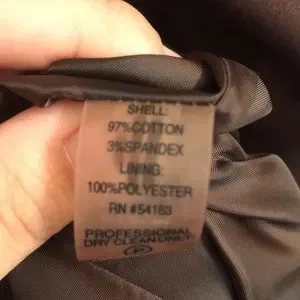 SHELL:
97%COTTON
3%SPANDEX
LINING:
100%POLYESTER
RN #54163
PROFESSIONAL
DRY CLEAN ONLY
P